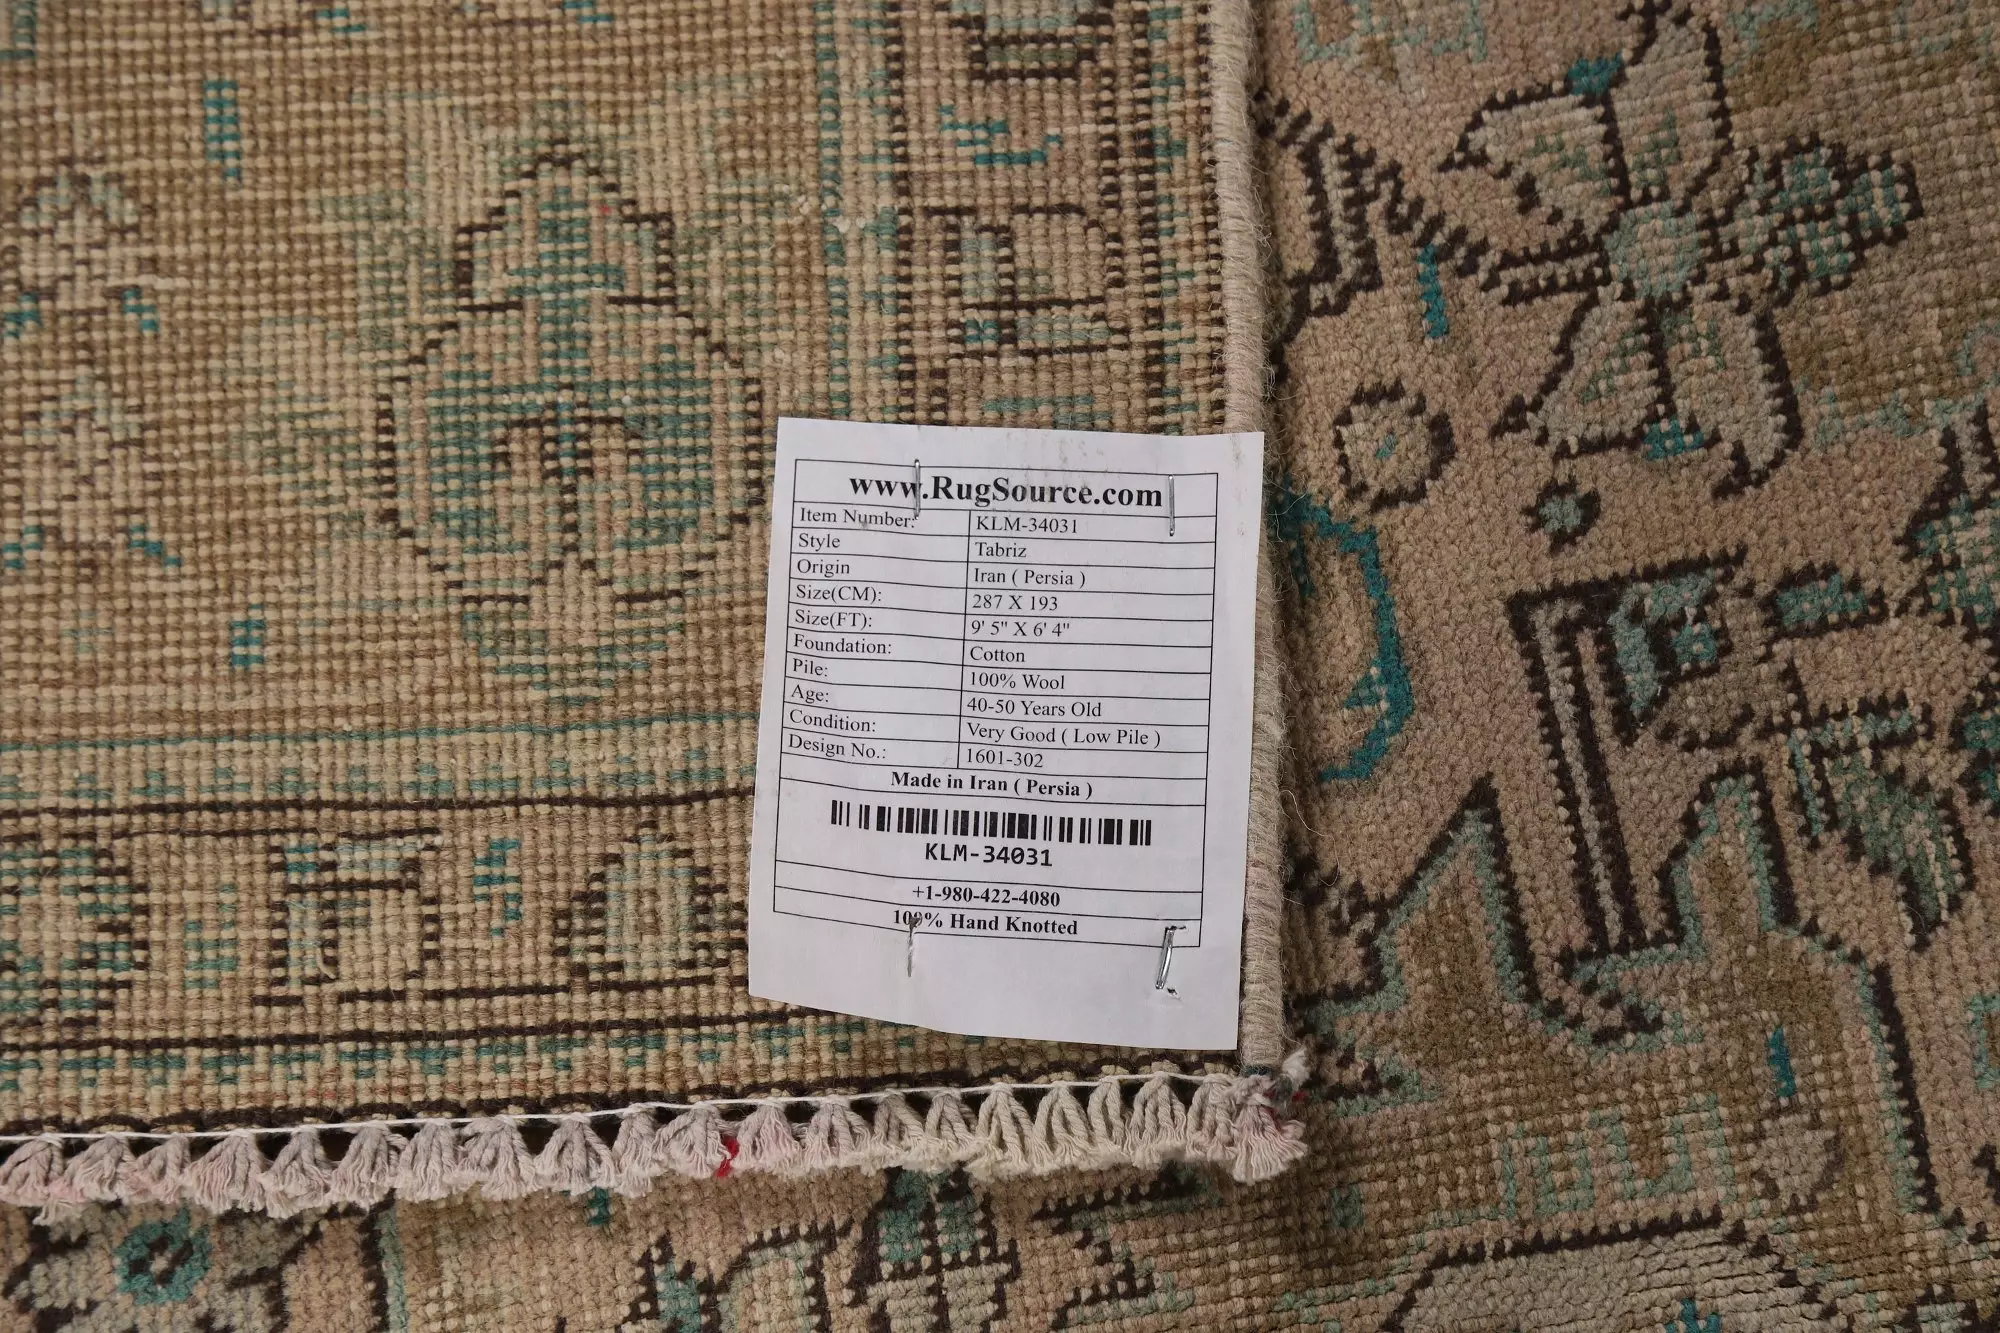 www.RugSource.com
Item Number: KLM-34031
Style Tabriz
Origin Iran ( Persia )
Size(CM): 287 X 193
Size(FT): 9' 5" X 6' 4"
Foundation: Cotton
Pile: 100% Wool
Age: 40-50 Years Old
Condition: Very Good ( Low Pile )
Design No.: 1601-302
Made in Iran ( Persia )
KLM-34031
+1-980-422-4080
100% Hand Knotted